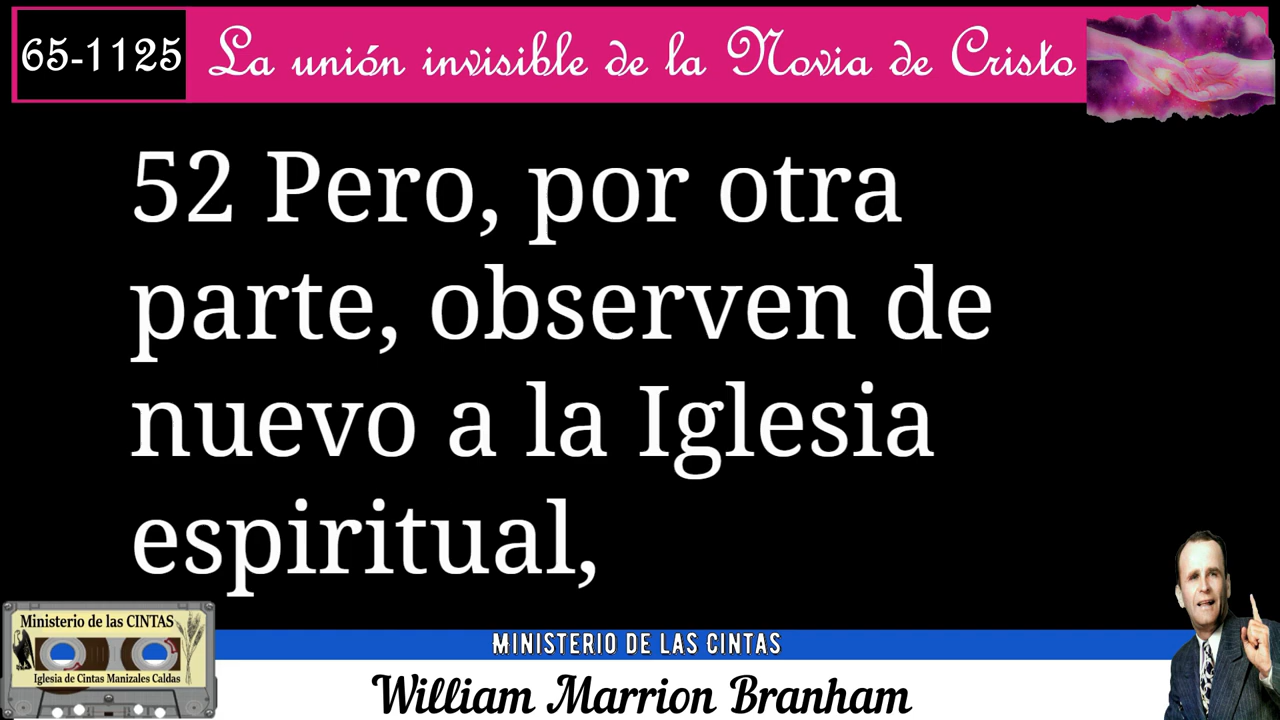 65-1125 La unión invisible de la Novia de Cristo
52 Pero, por otra
parte, observen de
nuevo a la Iglesia
espiritual,
Ministerio de las CINTAS
Iglesia de Cintas Manizales Caldas
MINISTERIO DE LAS CINTAS
William Marrion Branham